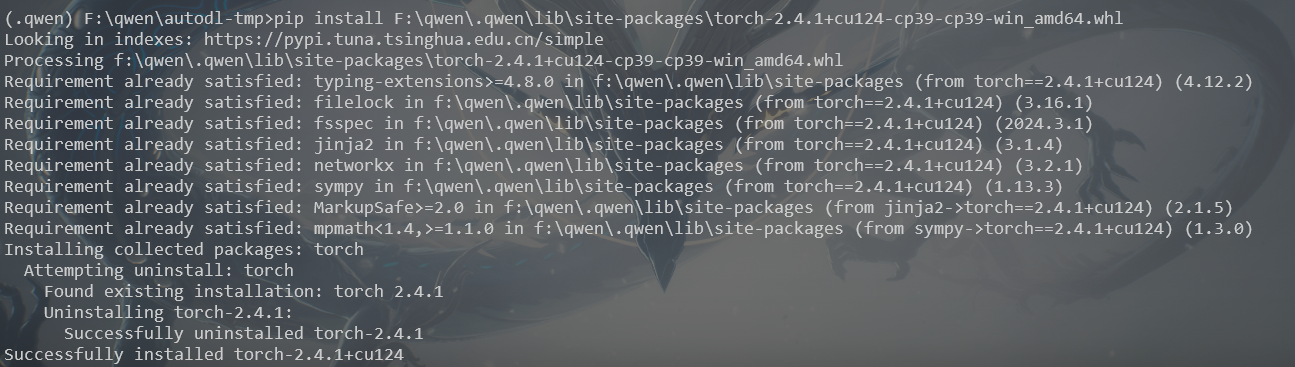 (.qwen) F:\qwen\autodl-tmp>pip install F:\qwen\.qwen\lib\site-packages\torch-2.4.1+cu124-cp39-cp39-win_amd64.whl
Looking in indexes: https://pypi.tuna.tsinghua.edu.cn/simple
Processing f:\qwen\.qwen\lib\site-packages\torch-2.4.1+cu124-cp39-cp39-win_amd64.whl
Requirement already satisfied: typing-extensions>=4.8.0 in f:\qwen\.qwen\lib\site-packages (from torch==2.4.1+cu124) (4.12.2)
Requirement already satisfied: filelock in f:\qwen\.qwen\lib\site-packages (from torch==2.4.1+cu124) (3.16.1)
Requirement already satisfied: fsspec in f:\qwen\.qwen\lib\site-packages (from torch==2.4.1+cu124) (2024.3.1)
Requirement already satisfied: jinja2 in f:\qwen\.qwen\lib\site-packages (from torch==2.4.1+cu124) (3.1.4)
Requirement already satisfied: networkx in f:\qwen\.qwen\lib\site-packages (from torch==2.4.1+cu124) (3.2.1)
Requirement already satisfied: sympy in f:\qwen\.qwen\lib\site-packages (from torch==2.4.1+cu124) (1.13.3)
Requirement already satisfied: MarkupSafe>=2.0 in f:\qwen\.qwen\lib\site-packages (from jinja2->torch==2.4.1+cu124) (2.1.5)
Requirement already satisfied: mpmath<1.4,>=1.1.0 in f:\qwen\.qwen\lib\site-packages (from sympy->torch==2.4.1+cu124) (1.3.0)
Installing collected packages: torch
  Attempting uninstall: torch
    Found existing installation: torch 2.4.1
    Uninstalling torch-2.4.1:
      Successfully uninstalled torch-2.4.1
Successfully installed torch-2.4.1+cu124